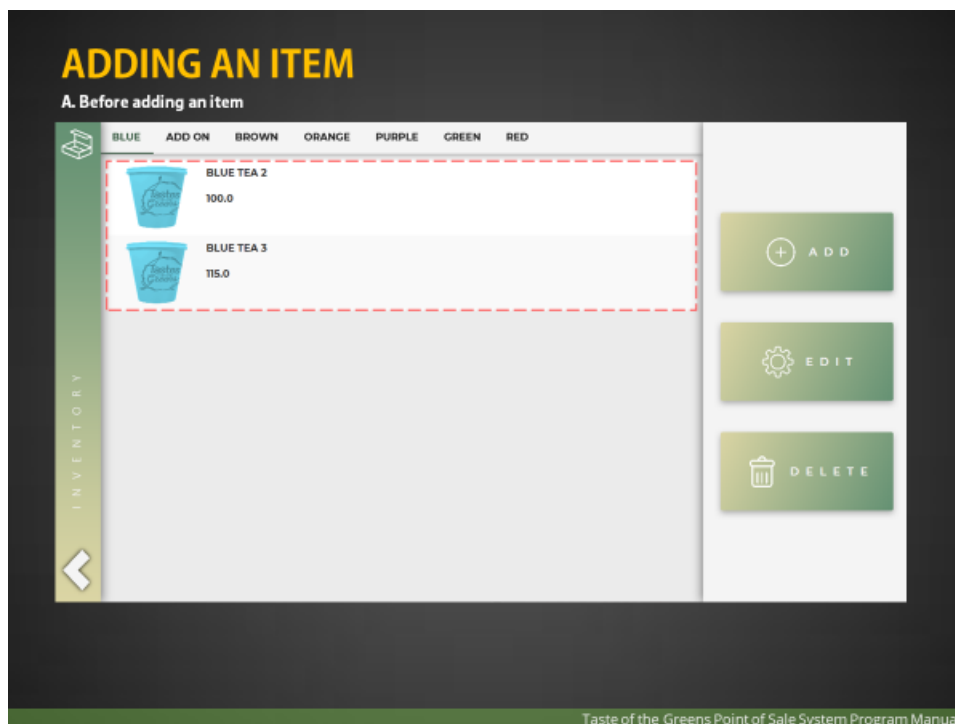 ADDING AN ITEM
A. Before adding an item
BLUE ADD ON BROWN ORANGE PURPLE GREEN RED
BLUE TEA 2
100.0
BLUE TEA 3
115.0
INVENTORY
ADD
EDIT
DELETE
Taste of the Greens Point of Sale System Program Manua